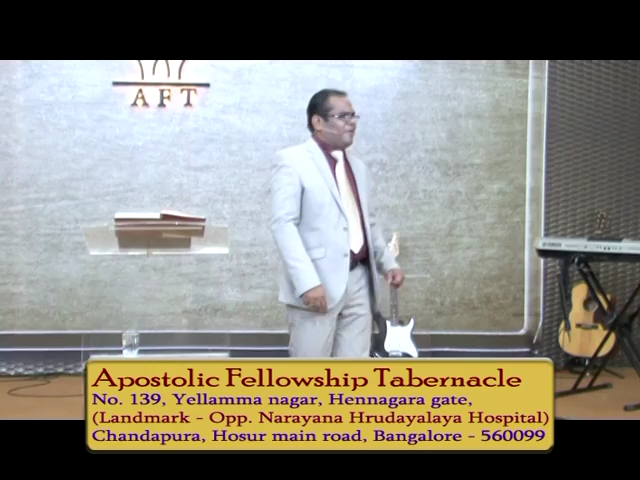 AFT
Apostolic Fellowship Tabernacle
No. 139, Yellamma nagar, Hennagara gate,
(Landmark - Opp. Narayana Hrudayalaya Hospital)
Chandapura, Hosur main road, Bangalore - 560099